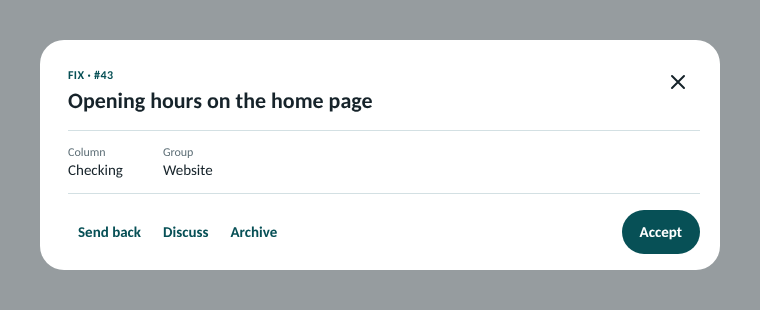 FIX · #43
Opening hours on the home page
Column Group
Checking Website
Send back Discuss Archive Accept